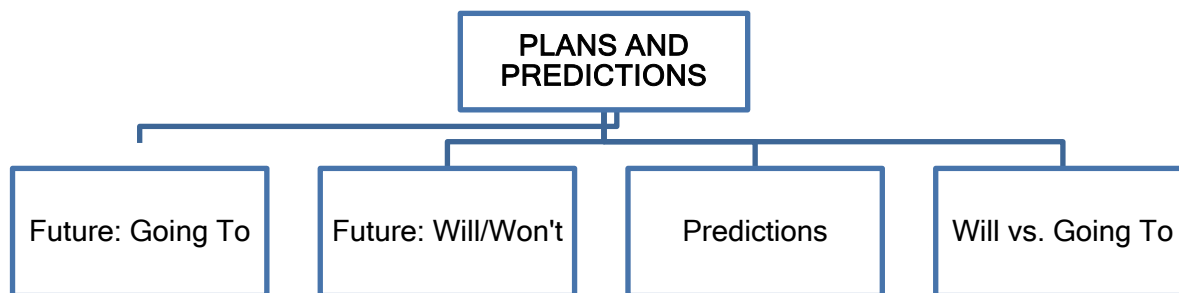 PLANS AND
PREDICTIONS
Future: Going To
Future: Will/Won't
Predictions
Will vs. Going To